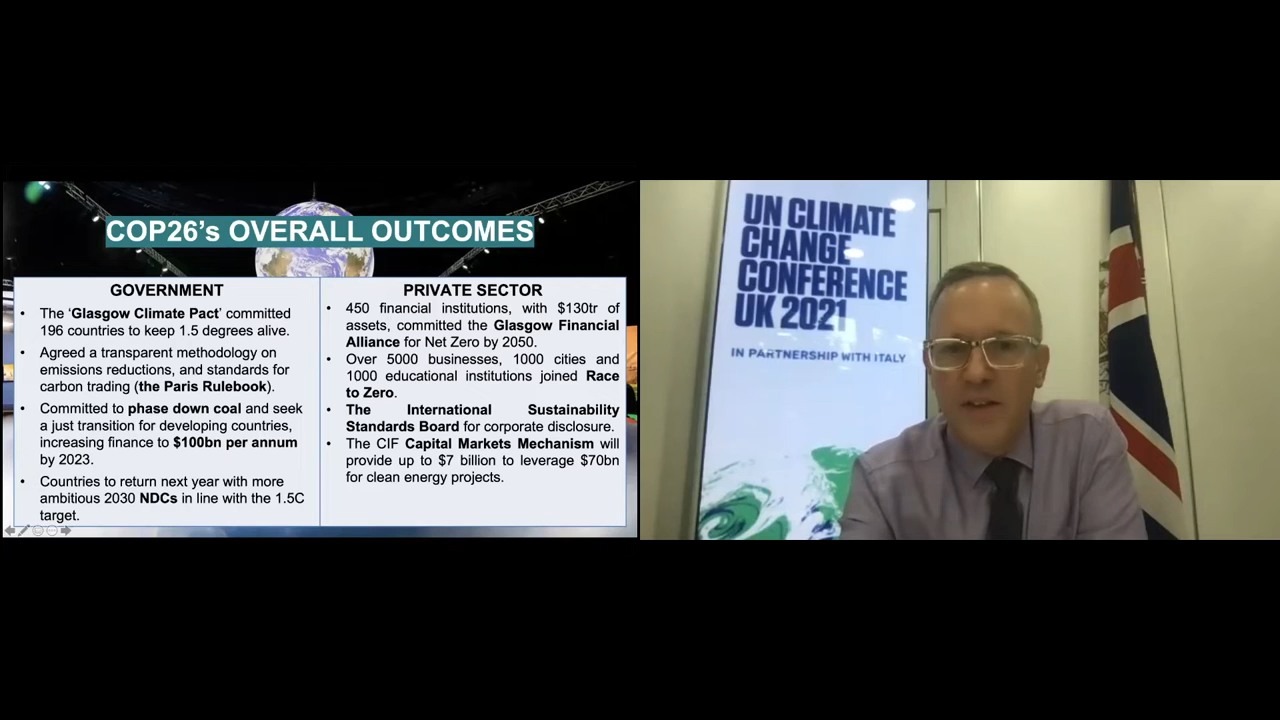 COP26’s OVERALL OUTCOMES
GOVERNMENT
• The ‘Glasgow Climate Pact’ committed
196 countries to keep 1.5 degrees alive.
• Agreed a transparent methodology on
emissions reductions, and standards for
carbon trading (the Paris Rulebook).
• Committed to phase down coal and seek
a just transition for developing countries,
increasing finance to $100bn per annum
by 2023.
• Countries to return next year with more
ambitious 2030 NDCs in line with the 1.5C
target.
PRIVATE SECTOR
• 450 financial institutions, with $130tr of
assets, committed the Glasgow Financial
Alliance for Net Zero by 2050.
• Over 5000 businesses, 1000 cities and
1000 educational institutions joined Race
to Zero.
• The International Sustainability
Standards Board for corporate disclosure.
• The CIF Capital Markets Mechanism will
provide up to $7 billion to leverage $70bn
for clean energy projects.
UN CLIMATE
CHANGE
CONFERENCE
UK 2021
IN PARTNERSHIP WITH ITALY